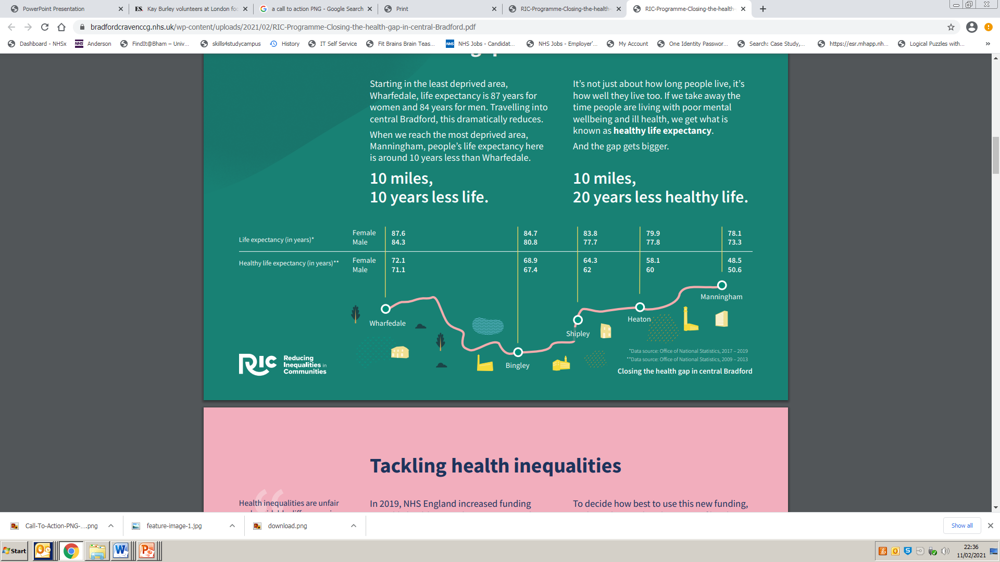 PowerPoint Presentation
ES. Kay Burley volunteers at London foo
a call to action PNG - Google Search
Print
RIC-Programme-Closing-the-health-
RIC-Programme-Closing-the-health-
bradfordcravenccg.nhs.uk/wp-content/uploads/2021/02/RIC-Programme-Closing-the-health-gap-in-central-Bradford.pdf
Dashboard - NHSx
NHS Anderson
FindIt@Bham – Univ...
skills4studycampus
History
IT Self Service
Fit Brains Brain Teas...
NHS NHS Jobs - Candidat...
NHS Jobs - Employer'...
My Account
One Identity Passwor...
Search: Case Study,...
https://esr.mhapp.nh...
Logical Puzzles with...
»
Starting in the least deprived area,
Wharfedale, life expectancy is 87 years for
women and 84 years for men. Travelling into
central Bradford, this dramatically reduces.
When we reach the most deprived area,
Manningham, people's life expectancy here
is around 10 years less than Wharfedale.
10 miles,
10 years less life.
It's not just about how long people live, it's
how well they live too. If we take away the
time people are living with poor mental
wellbeing and ill health, we get what is
known as healthy life expectancy.
And the gap gets bigger.
10 miles,
20 years less healthy life.
Life expectancy (in years)*
Female 87.6 84.7 83.8 79.9 78.1
Male 84.3 80.8 77.7 77.8 73.3
Healthy life expectancy (in years)**
Female 72.1 68.9 64.3 58.1 48.5
Male 71.1 67.4 62 60 50.6
Manningham
Heaton
Wharfedale
Shipley
Bingley
*Data source: Office of National Statistics, 2017 – 2019
**Data source: Office of National Statistics, 2009 – 2013
Closing the health gap in central Bradford
RIC
Reducing
Inequalities in
Communities
Tackling health inequalities
“
Health inequalities are unfair
In 2019, NHS England increased funding
To decide how best to use this new funding,
Call-To-Action-PNG-....png
feature-image-1.jpg
download.png
Show all
Start
22:36
11/02/2021